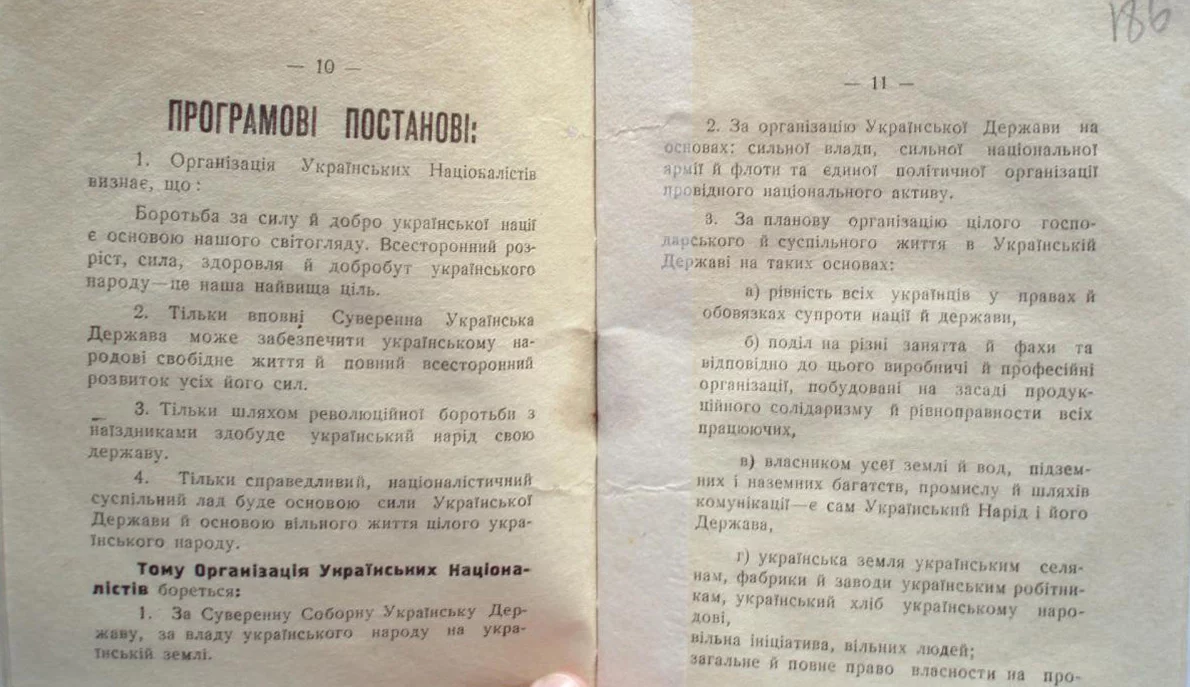 — 10 —
ПРОГРАМОВІ ПОСТАНОВІ:
1. Організація Українських Націоналістів
визнає, що:
Боротьба за силу й добро української нації
є основою нашого світогляду. Всесторонний роз-
ріст, сила, здоровля й добробут українського
народу—це наша найвища ціль.
2. Тільки вповні Суверенна Українська
Держава може забезпечити українському на-
родові свобідне життя й повний всесторонний
розвиток усіх його сил.
3. Тільки шляхом революційної боротьби з
наїздниками здобуде український нарід свою
державу.
4. Тільки справедливий, націоналістичний
суспільний лад буде основою сили Української
Держави й основою вільного життя цілого укра-
їнського народу.
Тому Організація Українських Націона-
лістів бореться:
1. За Суверенну Соборну Українську Дер-
жаву, за владу українського народу на укра-
їнській землі.
186
— 11 —
2. За організацію Української Держави на
основах: сильної влади, сильної національної
армії й флоти та єдиної політичної організації
провідного національного активу.
3. За планову організацію цілого госпо-
дарського й суспільного життя в Українській
Державі на таких основах:
а) рівність всіх українців у правах й
обовязках супроти нації й держави,
б) поділ на різні заняття й фахи та
відповідно до цього виробничі й професійні
організації, побудовані на засаді продук-
ційного солідаризму й рівноправности всіх
працюючих,
в) власником усеї землі й вод, підзем-
них і наземних багатств, промислу й шляхів
комунікації—є сам Український Нарід і його
Держава,
г) українська земля українським селя-
нам, фабрики й заводи українським робітни-
кам, український хліб українському наро-
дові,
вільна ініціатива, вільних людей;
загальне й повне право власности на про-